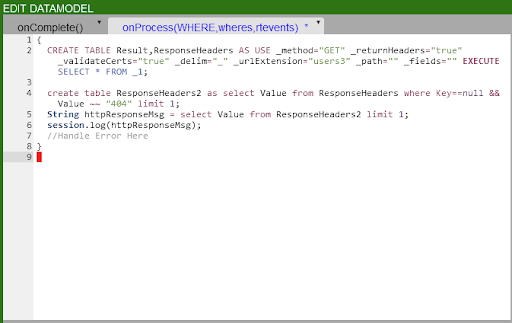 EDIT DATAMODEL
onComplete() * onProcess(WHERE,wheres,rtevents) *
1 {
2 CREATE TABLE Result,ResponseHeaders AS USE _method="GET" _returnHeaders="true"
_validateCerts="true" _delim="_" _urlExtension="users3" _path="" _fields="" EXECUTE
SELECT * FROM _1;
3
4 create table ResponseHeaders2 as select Value from ResponseHeaders where Key==null &&
Value ~~ "404" limit 1;
5 String httpResponseMsg = select Value from ResponseHeaders2 limit 1;
6 session.log(httpResponseMsg);
7 //Handle Error Here
8 }
9